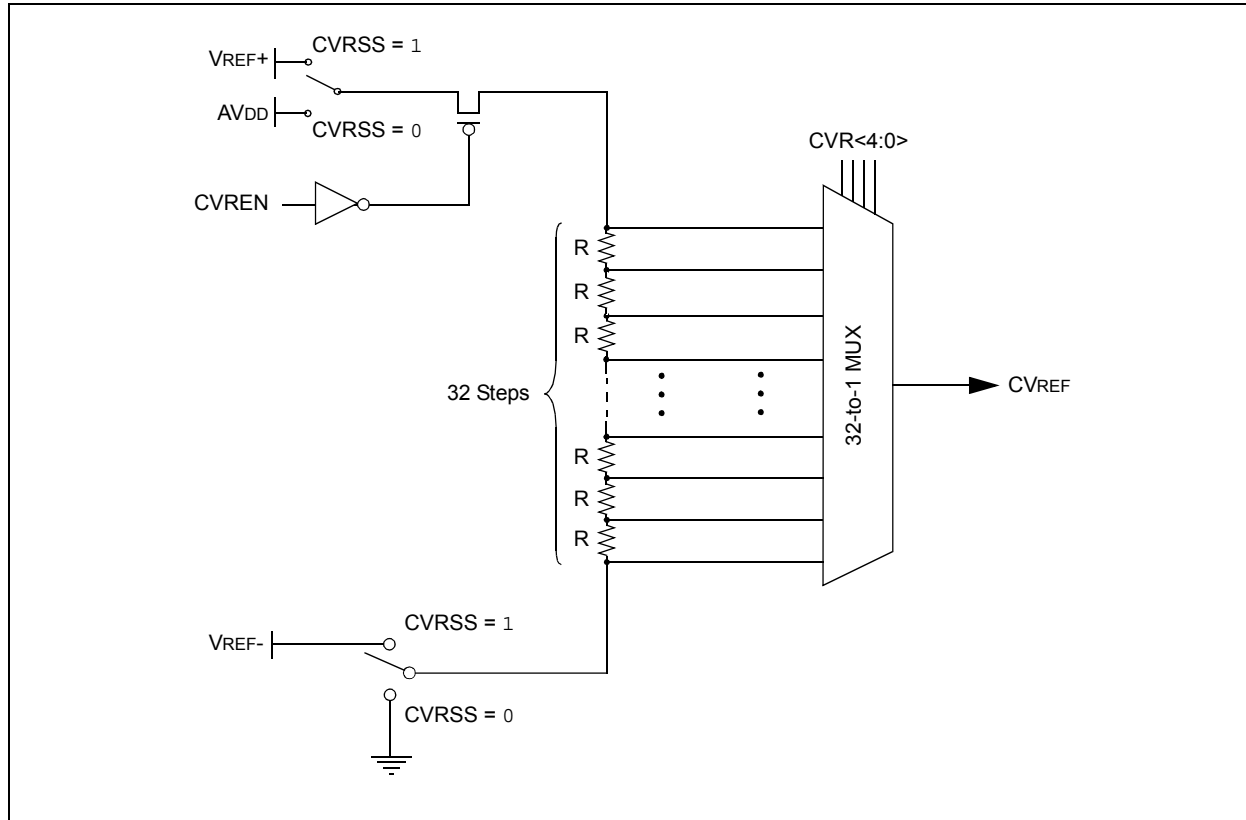 CVRSS = 1
VREF+
AVDD
CVRSS = 0
CVREN
CVR<4:0>
R
R
R
32 Steps
32-to-1 MUX
CVREF
R
R
R
CVRSS = 1
VREF-
CVRSS = 0